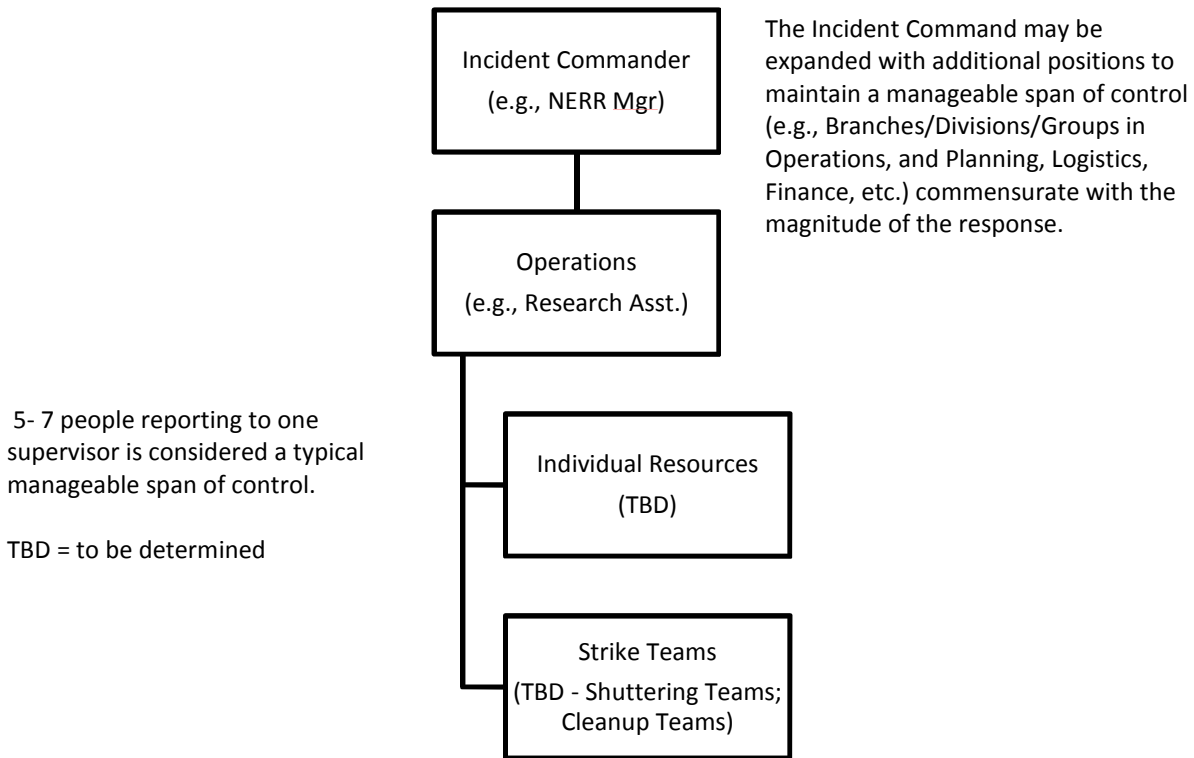 Incident Commander
(e.g., NERR Mgr)
The Incident Command may be
expanded with additional positions to
maintain a manageable span of control
(e.g., Branches/Divisions/Groups in
Operations, and Planning, Logistics,
Finance, etc.) commensurate with the
magnitude of the response.
Operations
(e.g., Research Asst.)
5- 7 people reporting to one
supervisor is considered a typical
manageable span of control.
TBD = to be determined
Individual Resources
(TBD)
Strike Teams
(TBD - Shuttering Teams;
Cleanup Teams)